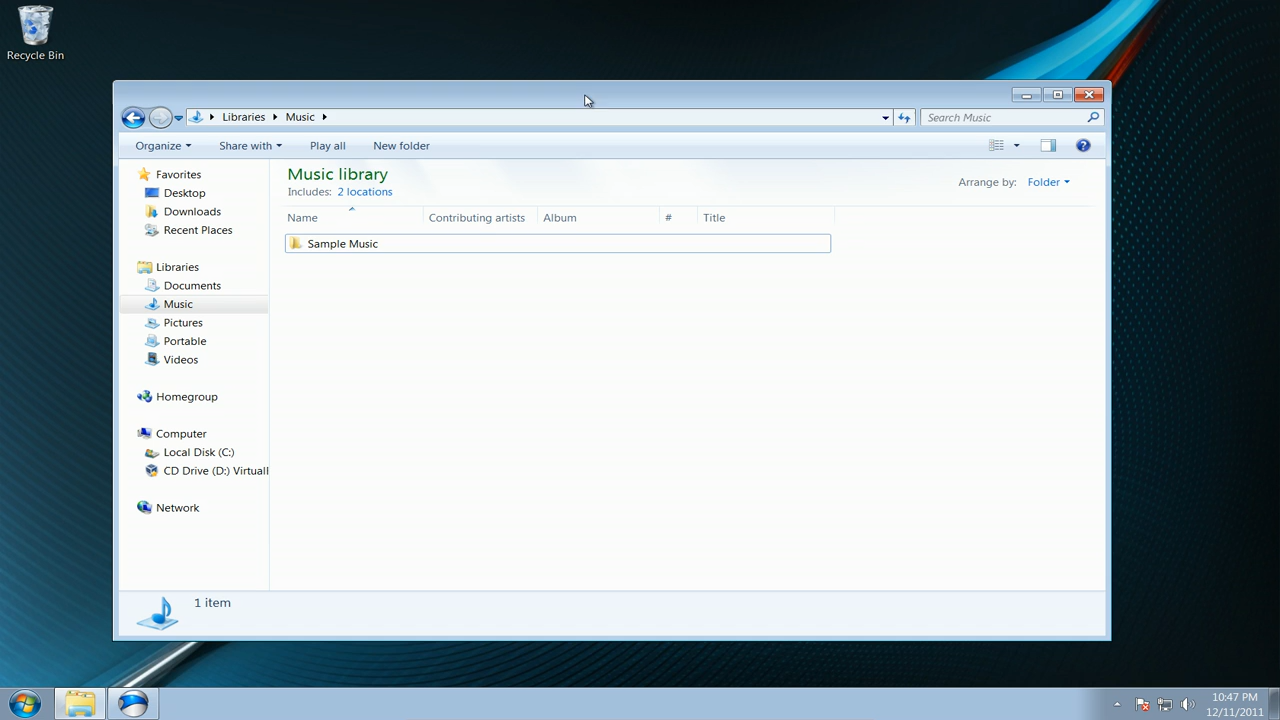 Recycle Bin
Libraries Music
Search Music
Organize Share with Play all New folder
Music library
Includes: 2 locations
Arrange by: Folder
Name Contributing artists Album # Title
Sample Music
Favorites
Desktop
Downloads
Recent Places
Libraries
Documents
Music
Pictures
Portable
Videos
Homegroup
Computer
Local Disk (C:)
CD Drive (D:) Virtuall
Network
1 item
10:47 PM
12/11/2011